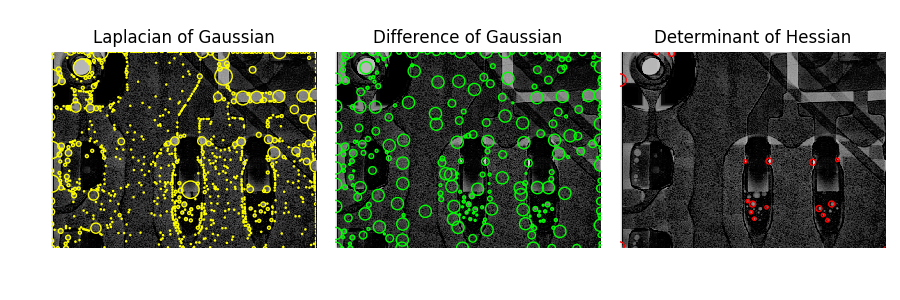 Laplacian of Gaussian
Difference of Gaussian
Determinant of Hessian